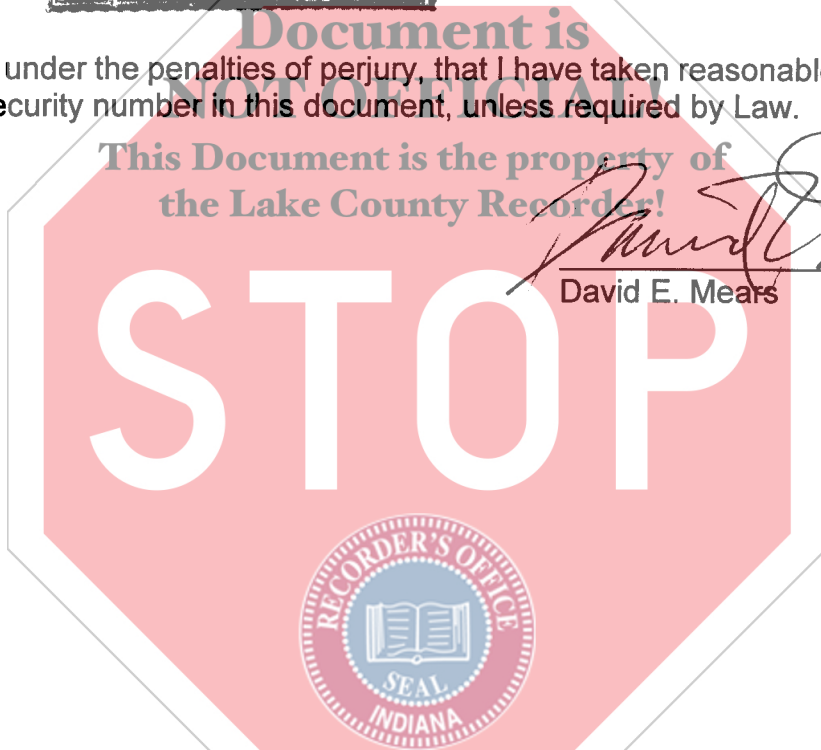 Document is
under the penalties of perjury, that I have taken reasonabl
NOT OFFICIAL!
ecurity number in this document, unless required by Law.
This Document is the property of
the Lake County Recorder!
David E. Mears
STOP
RECORDER'S OFFICE
SEAL
INDIANA